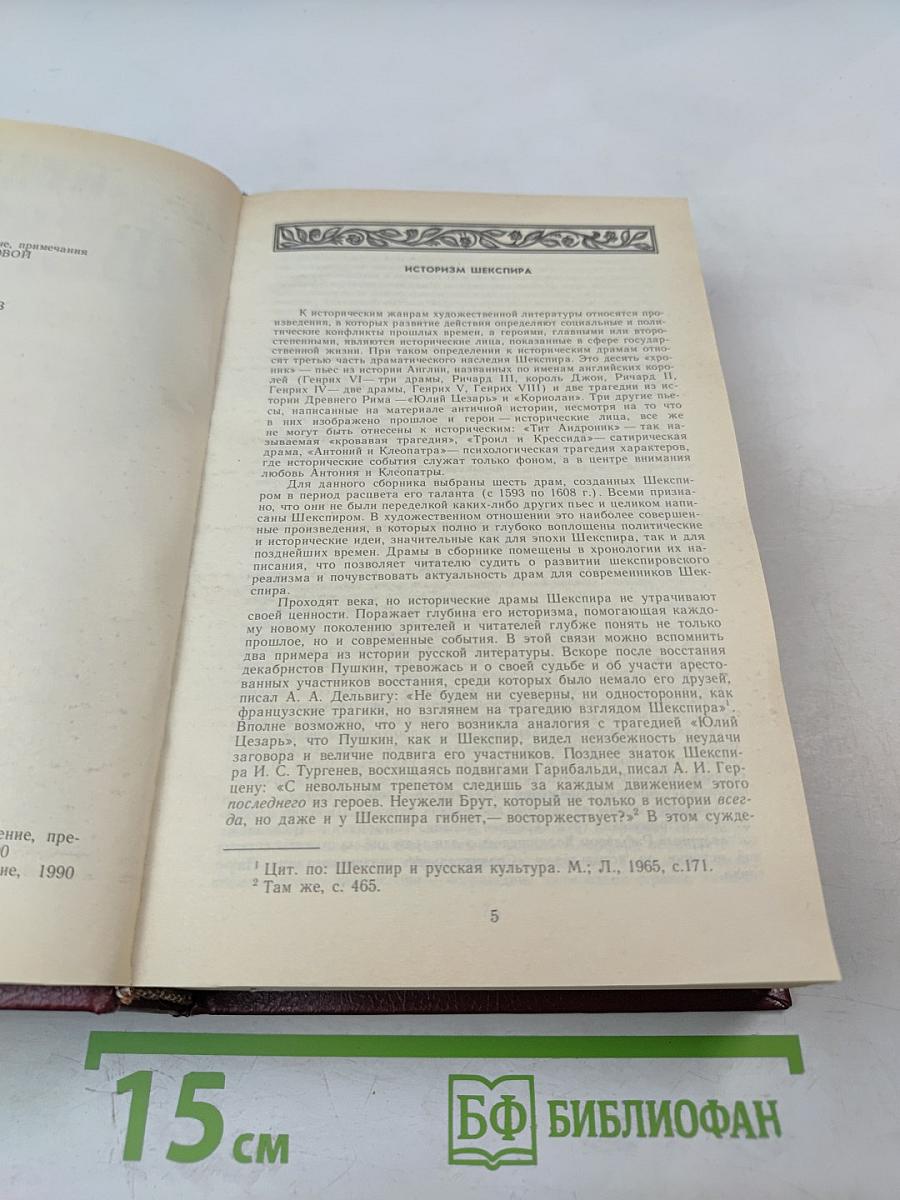 ие, примечания
ОВОЙ
В
ение, пре-
0
ие, 1990
ИСТОРИЗМ ШЕКСПИРА
К историческим жанрам художественной литературы относятся про-
изведения, в которых развитие действия определяют социальные и поли-
тические конфликты прошлых времен, а героями, главными или второ-
степенными, являются исторические лица, показанные в сфере государ-
ственной жизни. При таком определении к историческим драмам отно-
сят третью часть драматического наследия Шекспира. Это десять «хро-
ник» — пьес из истории Англии, названных по именам английских коро-
лей (Генрих VI — три драмы, Ричард III, король Джон, Ричард II,
Генрих IV — две драмы, Генрих V, Генрих VIII) и две трагедии из ис-
тории Древнего Рима —«Юлий Цезарь» и «Кориолан». Три другие пье-
сы, написанные на материале античной истории, несмотря на то что
в них изображено прошлое и герои — исторические лица, все же
не могут быть отнесены к историческим: «Тит Андроник» — так на-
зываемая «кровавая трагедия», «Троил и Крессида»— сатирическая
драма, «Антоний и Клеопатра»— психологическая трагедия характеров,
где исторические события служат только фоном, а в центре внимания
любовь Антония и Клеопатры.
Для данного сборника выбраны шесть драм, созданных Шекспи-
ром в период расцвета его таланта (с 1593 по 1608 г.). Всеми призна-
но, что они не были переделкой каких-либо других пьес и целиком напи-
саны Шекспиром. В художественном отношении это наиболее совершен-
ные произведения, в которых полно и глубоко воплощены политические
и исторические идеи, значительные как для эпохи Шекспира, так и для
позднейших времен. Драмы в сборнике помещены в хронологии их на-
писания, что позволяет читателю судить о развитии шекспировского
реализма и почувствовать актуальность драм для современников Шек-
спира.
Проходят века, но исторические драмы Шекспира не утрачивают
своей ценности. Поражает глубина его историзма, помогающая каждо-
му новому поколению зрителей и читателей глубже понять не только
прошлое, но и современные события. В этой связи можно вспомнить
два примера из истории русской литературы. Вскоре после восстания
декабристов Пушкин, тревожась и о своей судьбе и об участи аресто-
ванных участников восстания, среди которых было немало его друзей,
писал А. А. Дельвигу: «Не будем ни суеверны, ни односторонни, как
французские трагики, но взглянем на трагедию взглядом Шекспира»¹.
Вполне возможно, что у него возникла аналогия с трагедией «Юлий
Цезарь», что Пушкин, как и Шекспир, видел неизбежность неудачи
заговора и величие подвига его участников. Позднее знаток Шекспи-
ра И. С. Тургенев, восхищаясь подвигами Гарибальди, писал А. И. Гер-
цену: «С невольным трепетом следишь за каждым движением этого
последнего из героев. Неужели Брут, который не только в истории всег-
да, но даже и у Шекспира гибнет,— восторжествует?»² В этом сужде-
¹ Цит. по: Шекспир и русская культура. М.; Л., 1965, с.171.
² Там же, с. 465.
5
15 см
БФ БИБЛИОФАН